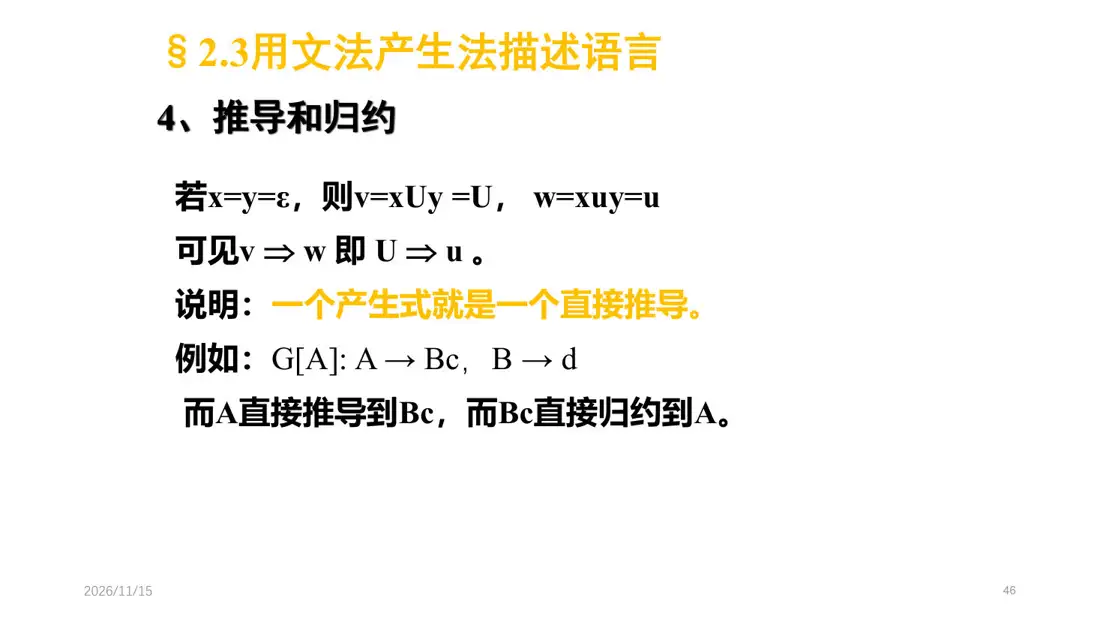 §2.3用文法产生法描述语言
4、推导和归约
若x=y=ε，则v=xUy =U， w=xuy=u
可见v ⇒ w 即 U ⇒ u 。
说明：一个产生式就是一个直接推导。
例如：G[A]: A → Bc，B → d
而A直接推导到Bc，而Bc直接归约到A。
2026/11/15
46